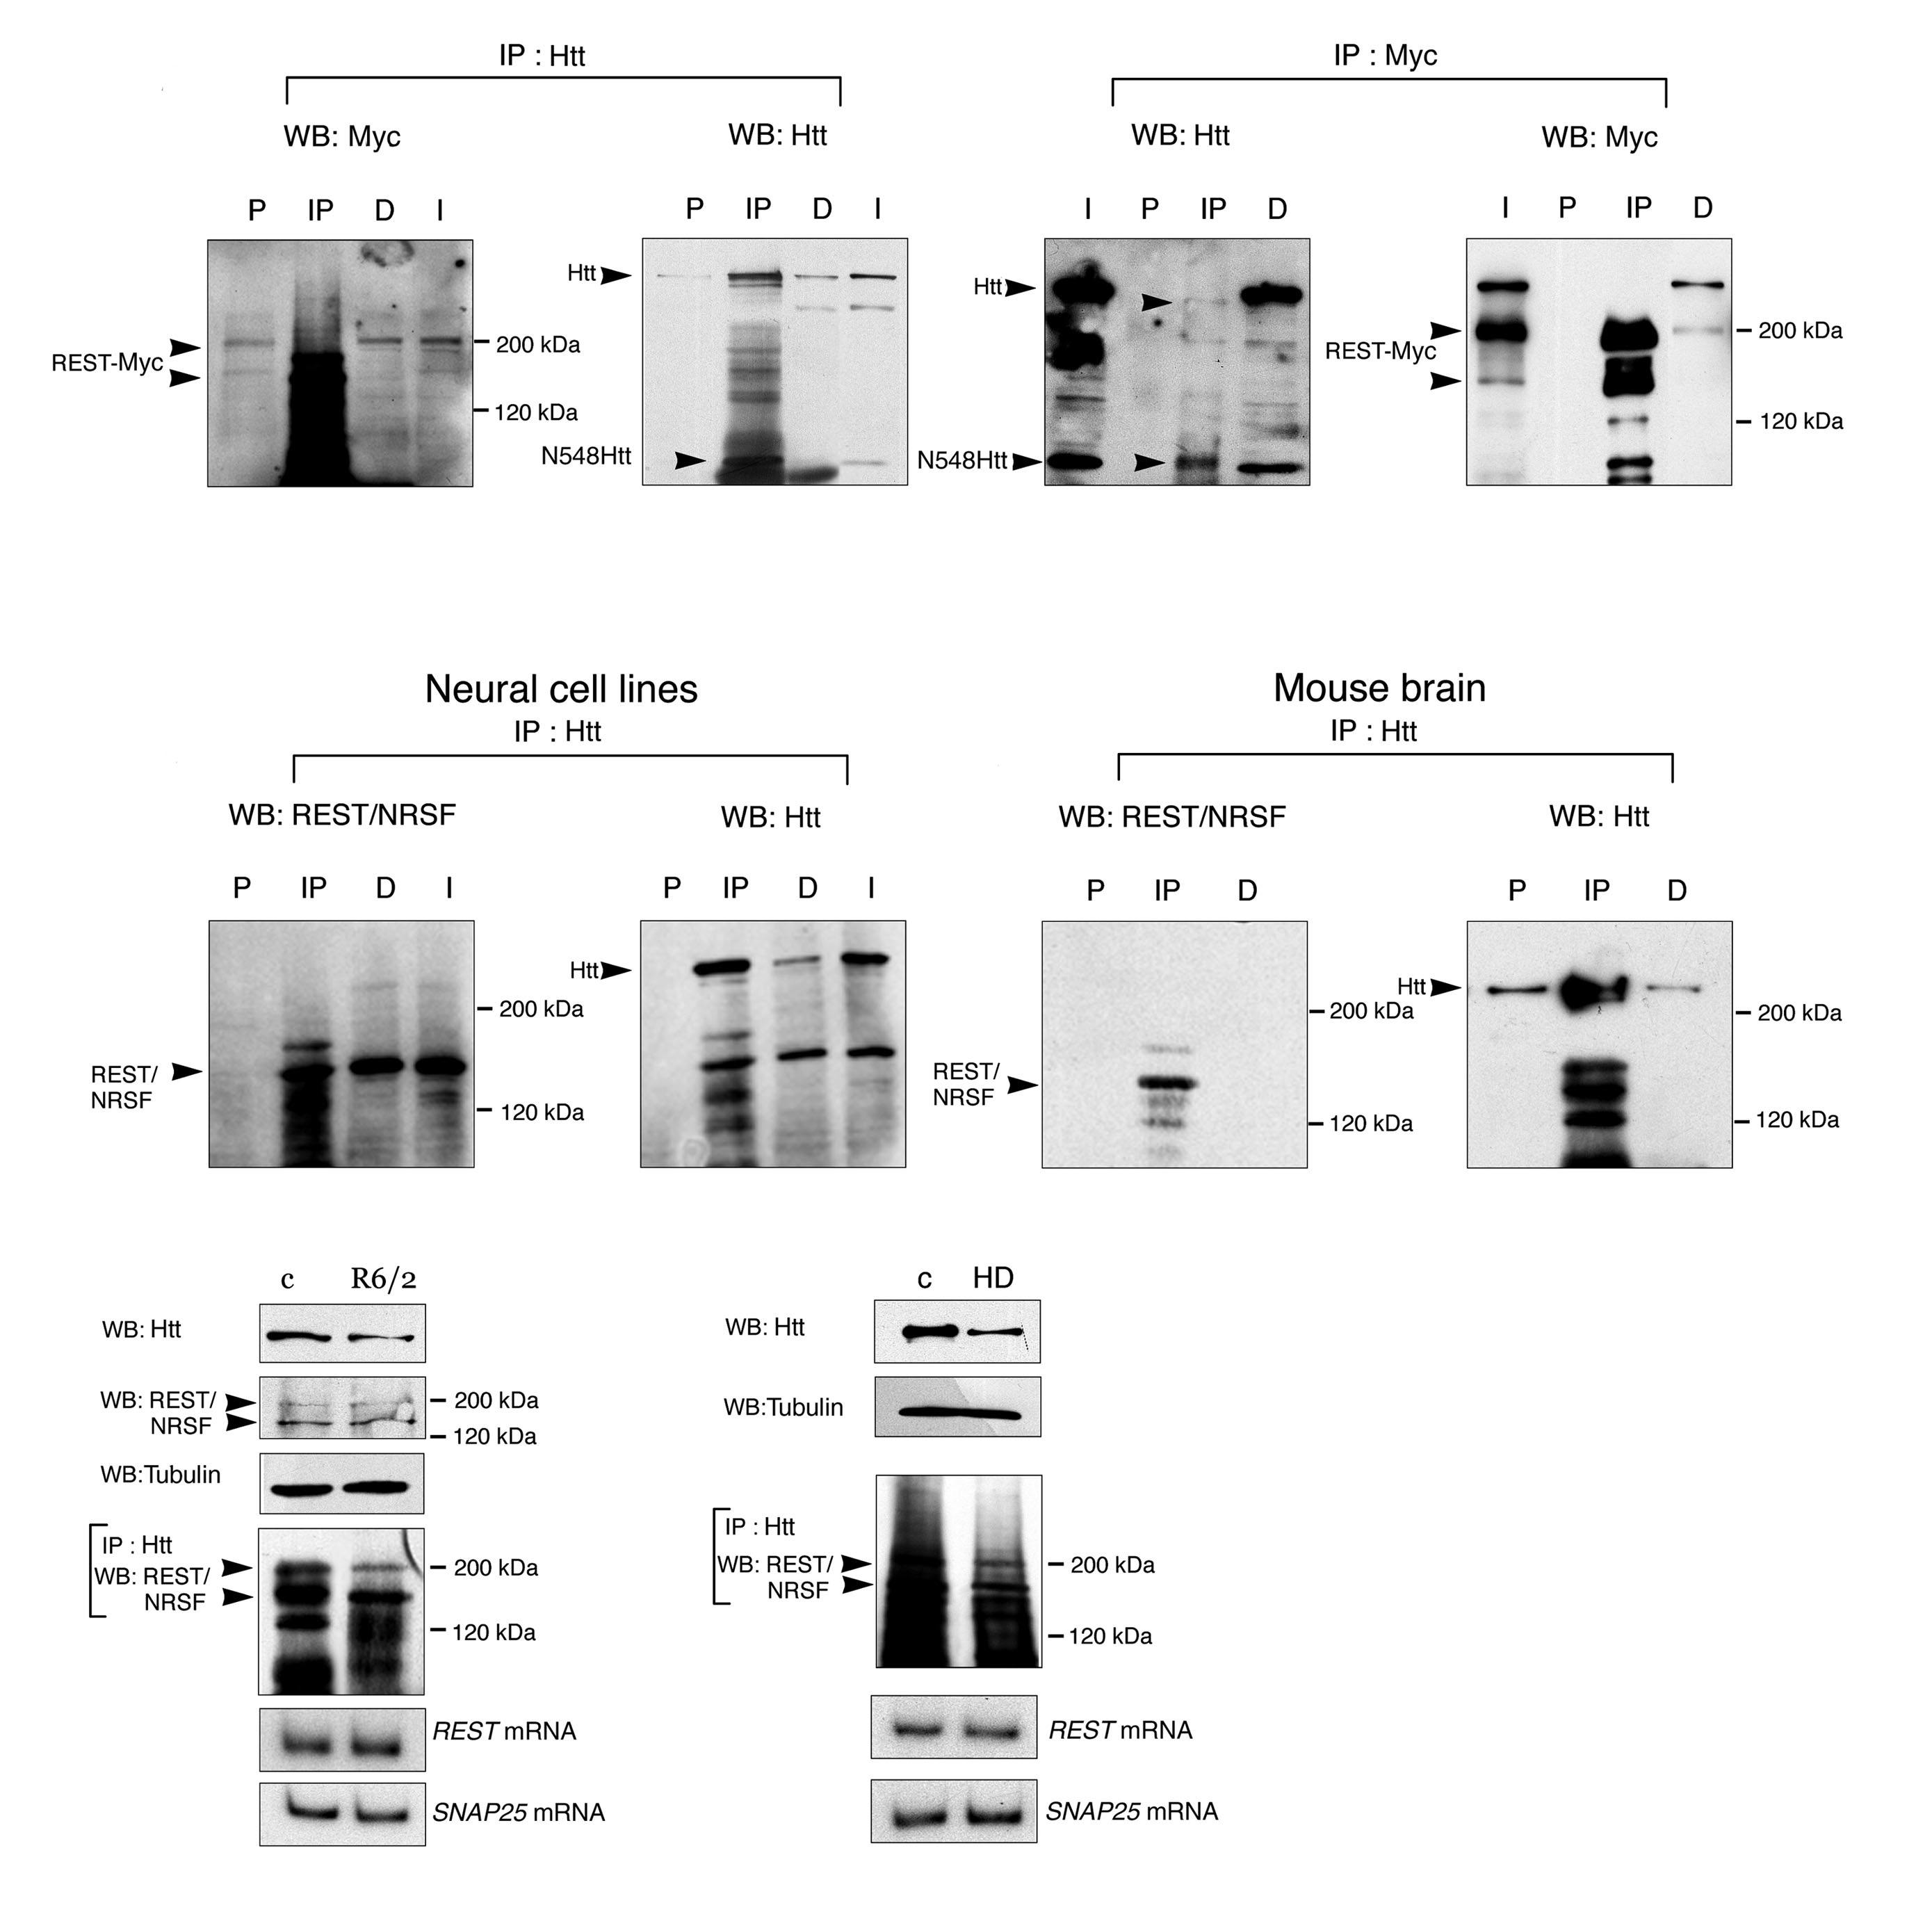 IP : Htt
IP : Myc
WB: Myc
WB: Htt
WB: Htt
WB: Myc
P IP D I
P IP D I
I P IP D
I P IP D
Htt
Htt
REST-Myc
200 kDa
REST-Myc
200 kDa
120 kDa
120 kDa
N548Htt
N548Htt
Neural cell lines
Mouse brain
IP : Htt
IP : Htt
WB: REST/NRSF
WB: Htt
WB: REST/NRSF
WB: Htt
P IP D I
P IP D I
P IP D
P IP D
Htt
Htt
200 kDa
200 kDa
200 kDa
REST/
NRSF
REST/
NRSF
120 kDa
120 kDa
120 kDa
c R6/2
WB: Htt
WB: REST/
NRSF
200 kDa
120 kDa
WB:Tubulin
IP : Htt
WB: REST/
NRSF
200 kDa
120 kDa
REST mRNA
SNAP25 mRNA
c HD
WB: Htt
WB:Tubulin
IP : Htt
WB: REST/
NRSF
200 kDa
120 kDa
REST mRNA
SNAP25 mRNA